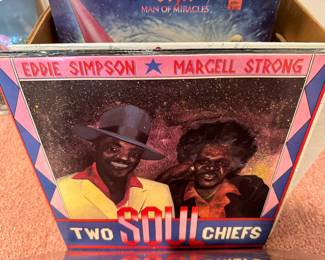 MAN OF MIRACLES
EDDIE SIMPSON ★ MARCELL STRONG
TWO SOUL CHIEFS